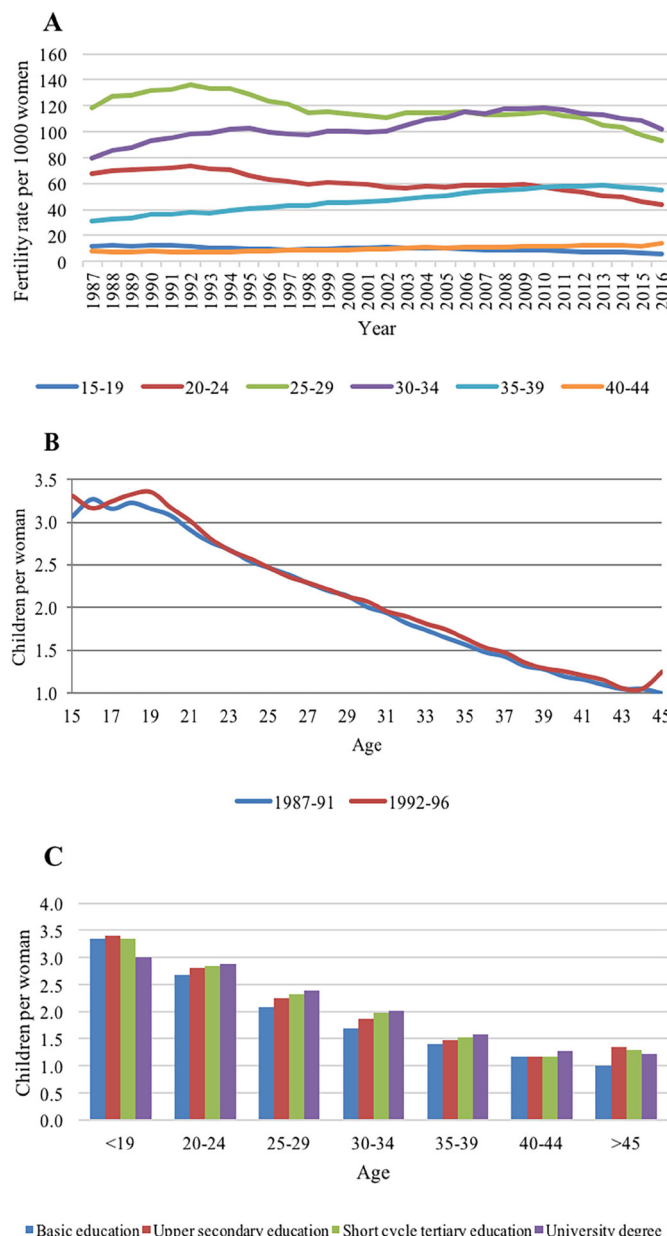 A
Fertility rate per 1000 women
160
140
120
100
80
60
40
20
0
1987 1988 1989 1990 1991 1992 1993 1994 1995 1996 1997 1998 1999 2000 2001 2002 2003 2004 2005 2006 2007 2008 2009 2010 2011 2012 2013 2014 2015 2016
Year
15-19 20-24 25-29 30-34 35-39 40-44
B
Children per woman
3.5
3.0
2.5
2.0
1.5
1.0
15 17 19 21 23 25 27 29 31 33 35 37 39 41 43 45
Age
1987-91 1992-96
C
Children per woman
4.0
3.5
3.0
2.5
2.0
1.5
1.0
0.5
0.0
<19 20-24 25-29 30-34 35-39 40-44 >45
Age
Basic education Upper secondary education Short cycle tertiary education University degree